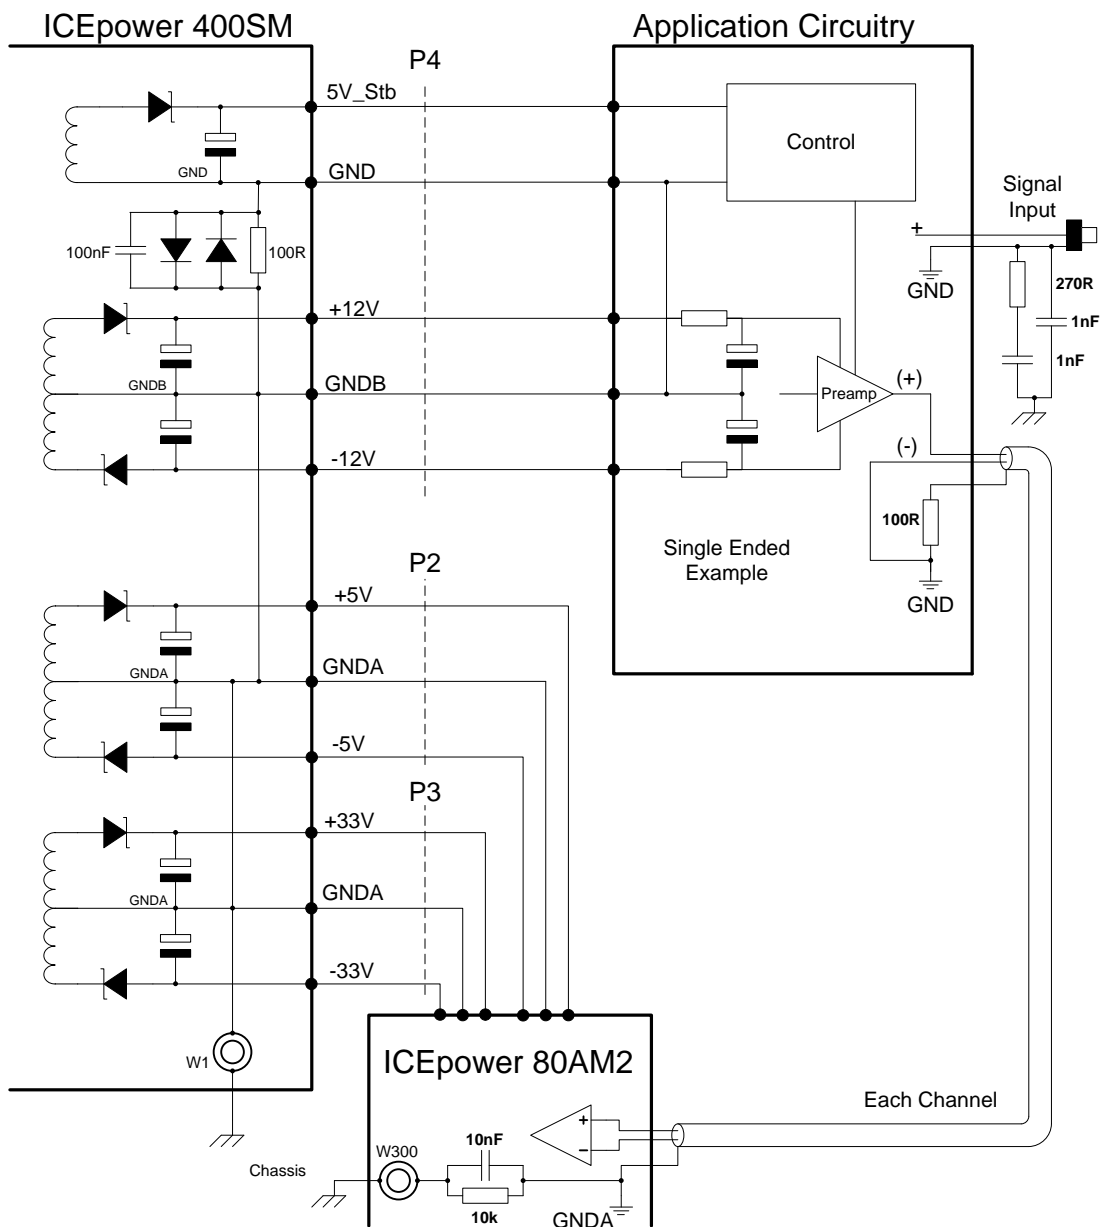 ICEpower 400SM
Application Circuitry
P4
5V_Stb
GND
GND
Control
Signal
Input
+
GND
270R
1nF
1nF
100nF
100R
+12V
GNDB
GNDB
-12V
Preamp
(+)
(-)
100R
GND
Single Ended
Example
P2
+5V
GNDA
GNDA
-5V
P3
+33V
GNDA
GNDA
-33V
W1
ICEpower 80AM2
Each Channel
+
-
10nF
W300
Chassis
10k
GNDA